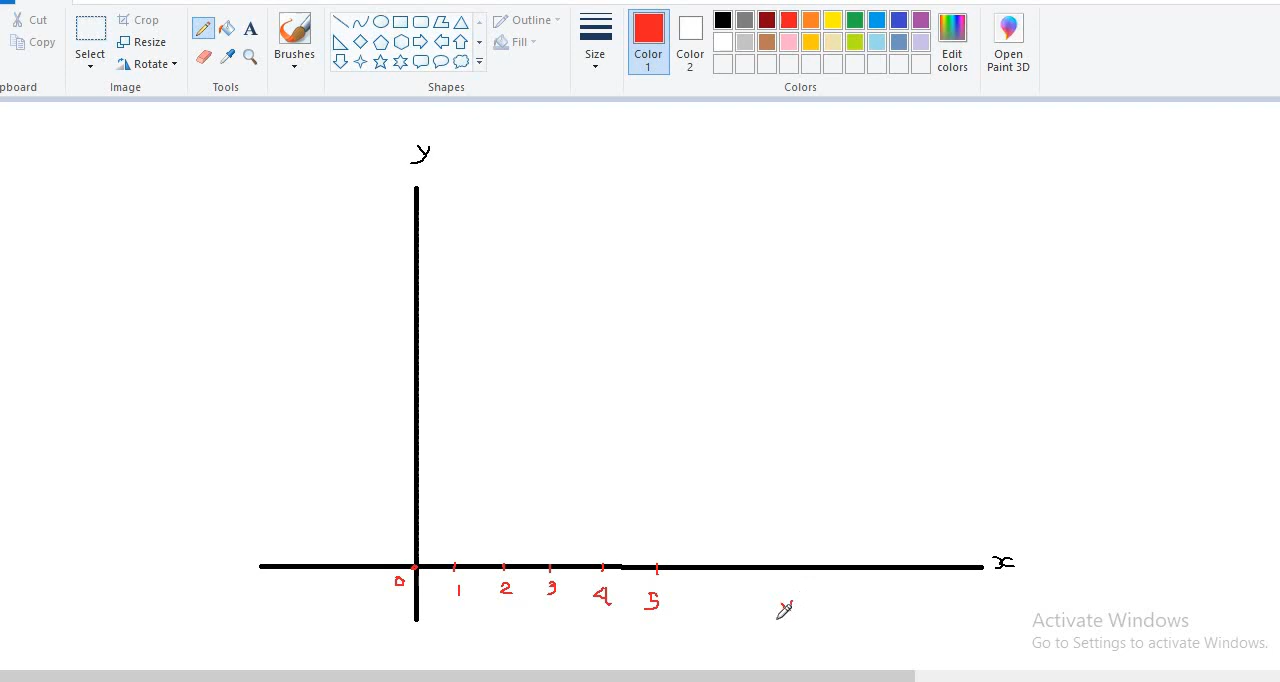 Cut
Copy
pboard
Select
Crop
Resize
Rotate
Image
A
Tools
Brushes
Shapes
Outline
Fill
Size
Color 1
Color 2
Edit colors
Colors
Open Paint 3D
y
x
0 1 2 3 4 5
Activate Windows
Go to Settings to activate Windows.